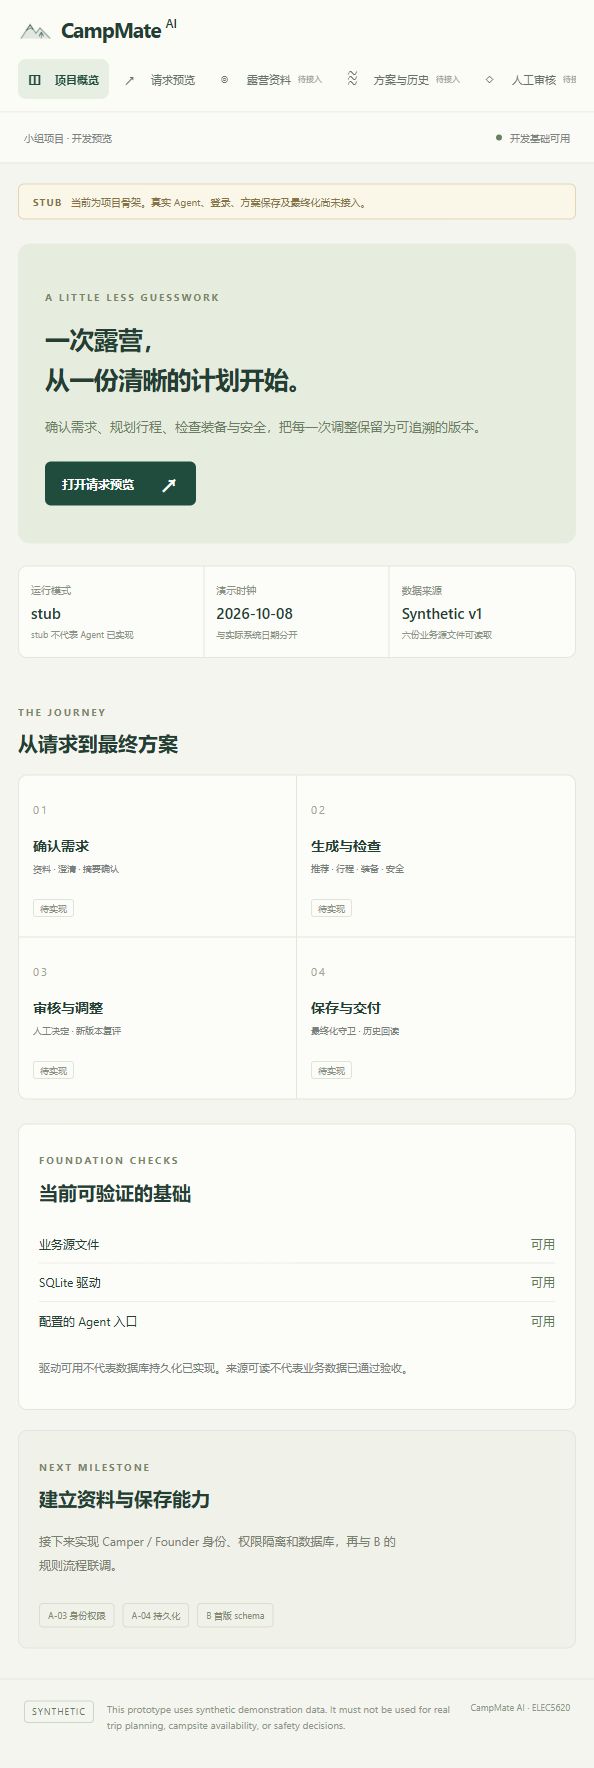 CampMate AI
项目概览
请求预览
露营资料 待接入
方案与历史 待接入
人工审核
小组项目 · 开发预览
开发基础可用
STUB 当前为项目骨架。真实 Agent、登录、方案保存及最终化尚未接入。
A LITTLE LESS GUESSWORK
一次露营，
从一份清晰的计划开始。
确认需求、规划行程、检查装备与安全，把每一次调整保留为可追溯的版本。
打开请求预览
运行模式
stub
stub 不代表 Agent 已实现
演示时钟
2026-10-08
与实际系统日期分开
数据来源
Synthetic v1
六份业务源文件可读取
THE JOURNEY
从请求到最终方案
01
确认需求
资料 · 澄清 · 摘要确认
待实现
02
生成与检查
推荐 · 行程 · 装备 · 安全
待实现
03
审核与调整
人工决定 · 新版本复评
待实现
04
保存与交付
最终化守卫 · 历史回读
待实现
FOUNDATION CHECKS
当前可验证的基础
业务源文件 可用
SQLite 驱动 可用
配置的 Agent 入口 可用
驱动可用不代表数据库持久化已实现。来源可读不代表业务数据已通过验收。
NEXT MILESTONE
建立资料与保存能力
接下来实现 Camper / Founder 身份、权限隔离和数据库，再与 B 的
规则流程联调。
A-03 身份权限
A-04 持久化
B 首版 schema
SYNTHETIC
This prototype uses synthetic demonstration data. It must not be used for real
trip planning, campsite availability, or safety decisions.
CampMate AI · ELEC5620